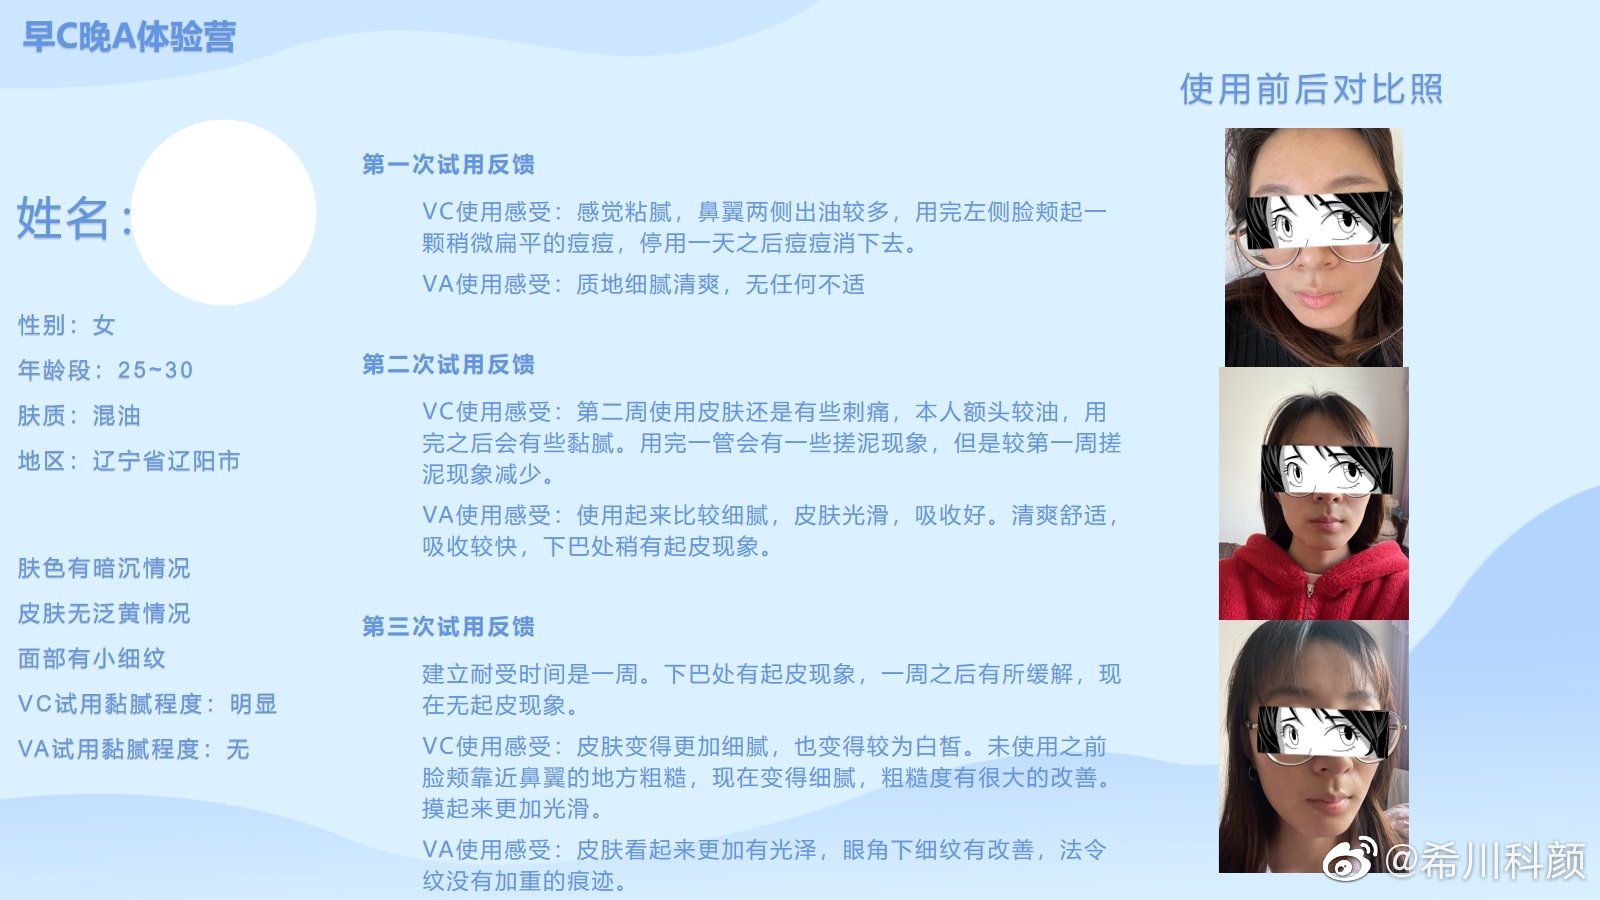 早C晚A体验营
使用前后对比照
姓名：
性别：女
年龄段：25~30
肤质：混油
地区：辽宁省辽阳市
肤色有暗沉情况
皮肤无泛黄情况
面部有小细纹
VC试用黏腻程度：明显
VA试用黏腻程度：无
第一次试用反馈
VC使用感受：感觉粘腻，鼻翼两侧出油较多，用完左侧脸颊起一
颗稍微扁平的痘痘，停用一天之后痘痘消下去。
VA使用感受：质地细腻清爽，无任何不适
第二次试用反馈
VC使用感受：第二周使用皮肤还是有些刺痛，本人额头较油，用
完之后会有些黏腻。用完一管会有一些搓泥现象，但是较第一周搓
泥现象减少。
VA使用感受：使用起来比较细腻，皮肤光滑，吸收好。清爽舒适，
吸收较快，下巴处稍有起皮现象。
第三次试用反馈
建立耐受时间是一周。下巴处有起皮现象，一周之后有所缓解，现
在无起皮现象。
VC使用感受：皮肤变得更加细腻，也变得较为白皙。未使用之前
脸颊靠近鼻翼的地方粗糙，现在变得细腻，粗糙度有很大的改善。
摸起来更加光滑。
VA使用感受：皮肤看起来更加有光泽，眼角下细纹有改善，法令
纹没有加重的痕迹。
@希川科颜